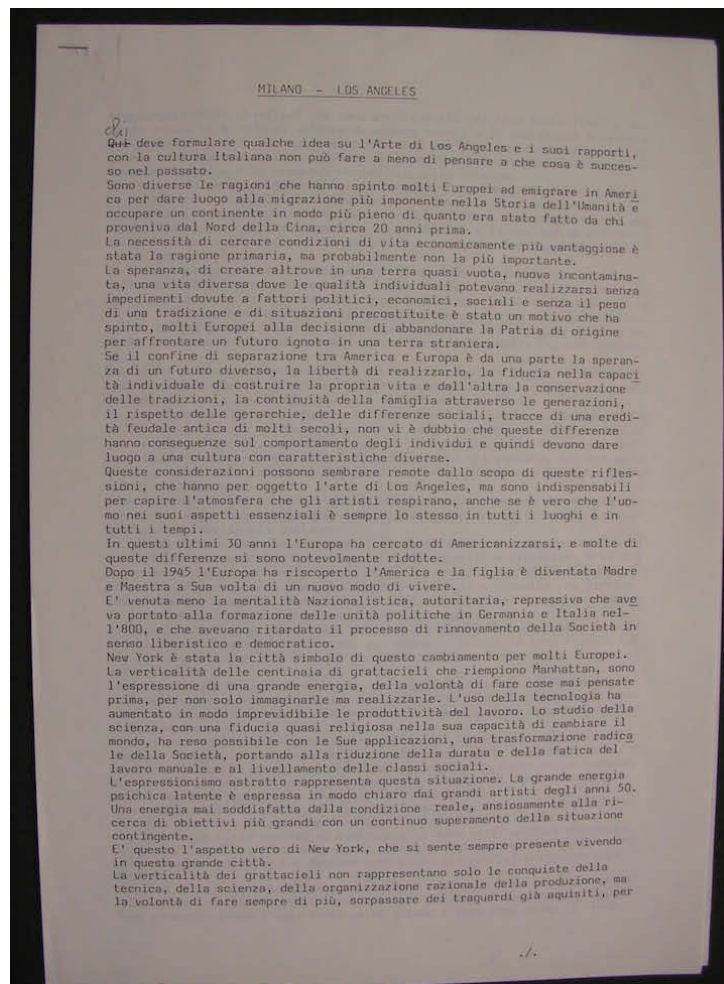 MILANO - LOS ANGELES
Chi
Qui deve formulare qualche idea su l'Arte di Los Angeles e i suoi rapporti,
con la cultura Italiana non può fare a meno di pensare a che cosa è succes-
so nel passato.
Sono diverse le ragioni che hanno spinto molti Europei ad emigrare in Ameri
ca per dare luogo alla migrazione più imponente nella Storia dell'Umanità e
occupare un continente in modo più pieno di quanto era stato fatto da chi
proveniva dal Nord della Cina, circa 20 anni prima.
La necessità di cercare condizioni di vita economicamente più vantaggiose è
stata la ragione primaria, ma probabilmente non la più importante.
La speranza, di creare altrove in una terra quasi vuota, nuova incontamina-
ta, una vita diversa dove le qualità individuali potevano realizzarsi senza
impedimenti dovute a fattori politici, economici, sociali e senza il peso
di una tradizione e di situazioni precostituite è stato un motivo che ha
spinto, molti Europei alla decisione di abbandonare la Patria di origine
per affrontare un futuro ignoto in una terra straniera.
Se il confine di separazione tra America e Europa è da una parte la speran-
za di un futuro diverso, la libertà di realizzarlo, la fiducia nella capaci
tà individuale di costruire la propria vita e dall'altra la conservazione
delle tradizioni, la continuità della famiglia attraverso le generazioni,
il rispetto delle gerarchie, delle differenze sociali, tracce di una eredi-
tà feudale antica di molti secoli, non vi è dubbio che queste differenze
hanno conseguenze sul comportamento degli individui e quindi devono dare
luogo a una cultura con caratteristiche diverse.
Queste considerazioni possono sembrare remote dallo scopo di queste rifles-
sioni, che hanno per oggetto l'arte di Los Angeles, ma sono indispensabili
per capire l'atmosfera che gli artisti respirano, anche se è vero che l'uo-
mo nei suoi aspetti essenziali è sempre lo stesso in tutti i luoghi e in
tutti i tempi.
In questi ultimi 30 anni l'Europa ha cercato di Americanizzarsi, e molte di
queste differenze si sono notevolmente ridotte.
Dopo il 1945 l'Europa ha riscoperto l'America e la figlia è diventata Madre
e Maestra a Sua volta di un nuovo modo di vivere.
E' venuta meno la mentalità Nazionalistica, autoritaria, repressiva che ave
va portato alla formazione delle unità politiche in Germania e Italia nel-
l'800, e che avevano ritardato il processo di rinnovamento della Società in
senso liberistico e democratico.
New York è stata la città simbolo di questo cambiamento per molti Europei.
La verticalità delle centinaia di grattacieli che riempiono Manhattan, sono
l'espressione di una grande energia, della volontà di fare cose mai pensate
prima, per non solo immaginarle ma realizzarle. L'uso della tecnologia ha
aumentato in modo imprevidibile le produttività del lavoro. Lo studio della
scienza, con una fiducia quasi religiosa nella sua capacità di cambiare il
mondo, ha reso possibile con le Sue applicazioni, una trasformazione radica
le della Società, portando alla riduzione della durata e della fatica del
lavoro manuale e al livellamento delle classi sociali.
L'espressionismo astratto rappresenta questa situazione. La grande energia
psichica latente è espressa in modo chiaro dai grandi artisti degli anni 50.
Una energia mai soddisfatta dalla condizione reale, ansiosamente alla ri-
cerca di obiettivi più grandi con un continuo superamento della situazione
contingente.
E' questo l'aspetto vero di New York, che si sente sempre presente vivendo
in questa grande città.
La verticalità dei grattacieli non rappresentano solo le conquiste della
tecnica, della scienza, della organizzazione razionale della produzione, ma
la volontà di fare sempre di più, sorpassare dei traguardi già aquisiti, per
./.